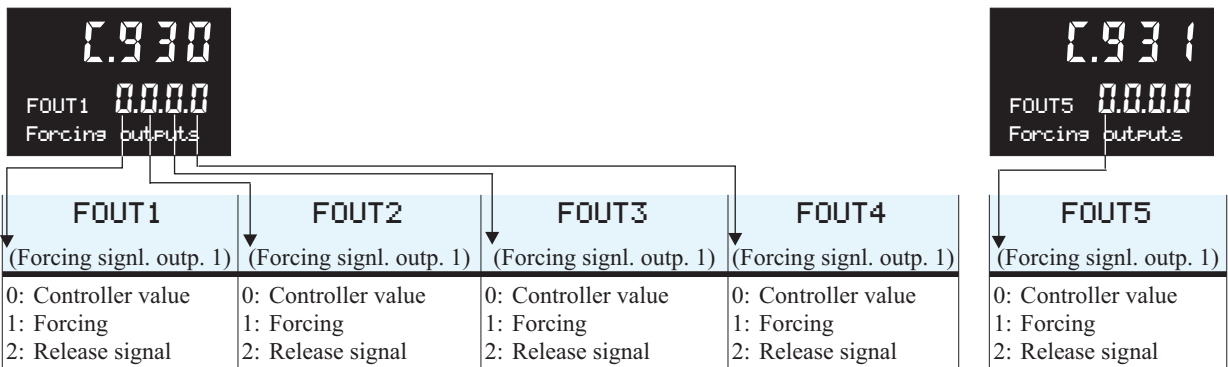 C.930
FOUT1 0.0.0.0
Forcing outputs
C.931
FOUT5 0.0.0.0
Forcing outputs
FOUT1 FOUT2 FOUT3 FOUT4 FOUT5
(Forcing signl. outp. 1) (Forcing signl. outp. 1) (Forcing signl. outp. 1) (Forcing signl. outp. 1) (Forcing signl. outp. 1)
0: Controller value 0: Controller value 0: Controller value 0: Controller value 0: Controller value
1: Forcing 1: Forcing 1: Forcing 1: Forcing 1: Forcing
2: Release signal 2: Release signal 2: Release signal 2: Release signal 2: Release signal